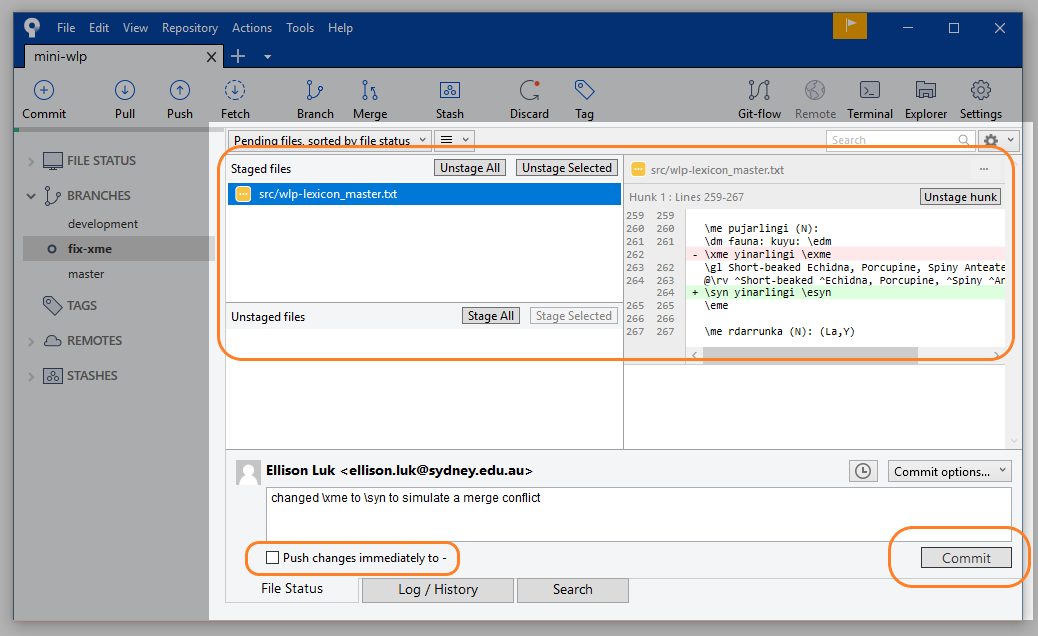 File Edit View Repository Actions Tools Help
mini-wlp
Commit Pull Push Fetch Branch Merge Stash Discard Tag Git-flow Remote Terminal Explorer Settings
FILE STATUS
BRANCHES
development
fix-xme
master
TAGS
REMOTES
STASHES
Pending files, sorted by file status
Search
Staged files Unstage All Unstage Selected
src/wlp-lexicon_master.txt
Unstaged files Stage All Stage Selected
src/wlp-lexicon_master.txt
Hunk 1 : Lines 259-267 Unstage hunk
259 259
260 260 \me pujarlingi (N):
261 261 \dm fauna: kuyu: \edm
262 - \xme yinarlingi \exme
263 262 \gl Short-beaked Echidna, Porcupine, Spiny Anteate
264 263 @\rv ^Short-beaked ^Echidna, Porcupine, ^Spiny ^An
264 + \syn yinarlingi \esyn
265 265 \eme
266 266
267 267 \me rdarrunka (N): (La,Y)
Ellison Luk <ellison.luk@sydney.edu.au>
Commit options...
changed \xme to \syn to simulate a merge conflict
Push changes immediately to -
Commit
File Status Log / History Search